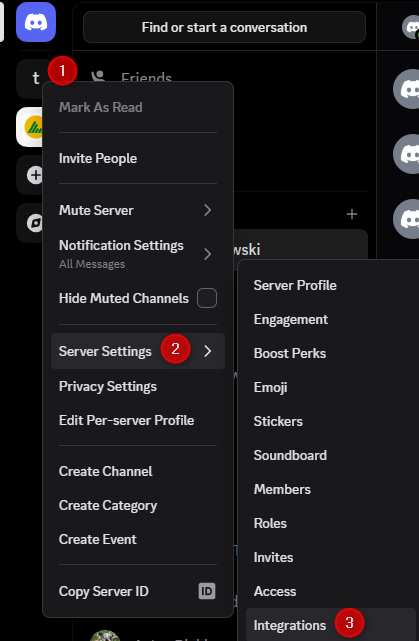 Find or start a conversation
1
t
Friends
Mark As Read
Invite People
Mute Server
Notification Settings
All Messages
wski
Hide Muted Channels
Server Settings
2
Privacy Settings
Edit Per-server Profile
Create Channel
Create Category
Create Event
Copy Server ID
ID
Server Profile
Engagement
Boost Perks
Emoji
Stickers
Soundboard
Members
Roles
Invites
Access
Integrations
3